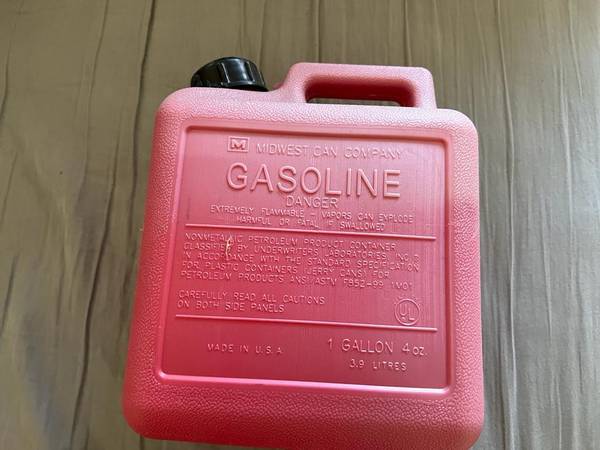 M MIDWEST CAN COMPANY
GASOLINE
DANGER
EXTREMELY FLAMMABLE - VAPORS CAN EXPLODE
HARMFUL OR FATAL IF SWALLOWED
NONMETALLIC PETROLEUM PRODUCT CONTAINER
CLASSIFIED BY UNDERWRITERS LABORATORIES, INC.®
IN ACCORDANCE WITH THE STANDARD SPECIFICATION
FOR PLASTIC CONTAINERS (JERRY CANS) FOR
PETROLEUM PRODUCTS ANSI/ASTM F852-99 1M01
CAREFULLY READ ALL CAUTIONS
ON BOTH SIDE PANELS
UL
MADE IN U.S.A.
1 GALLON 4 oz.
3.9 LITRES